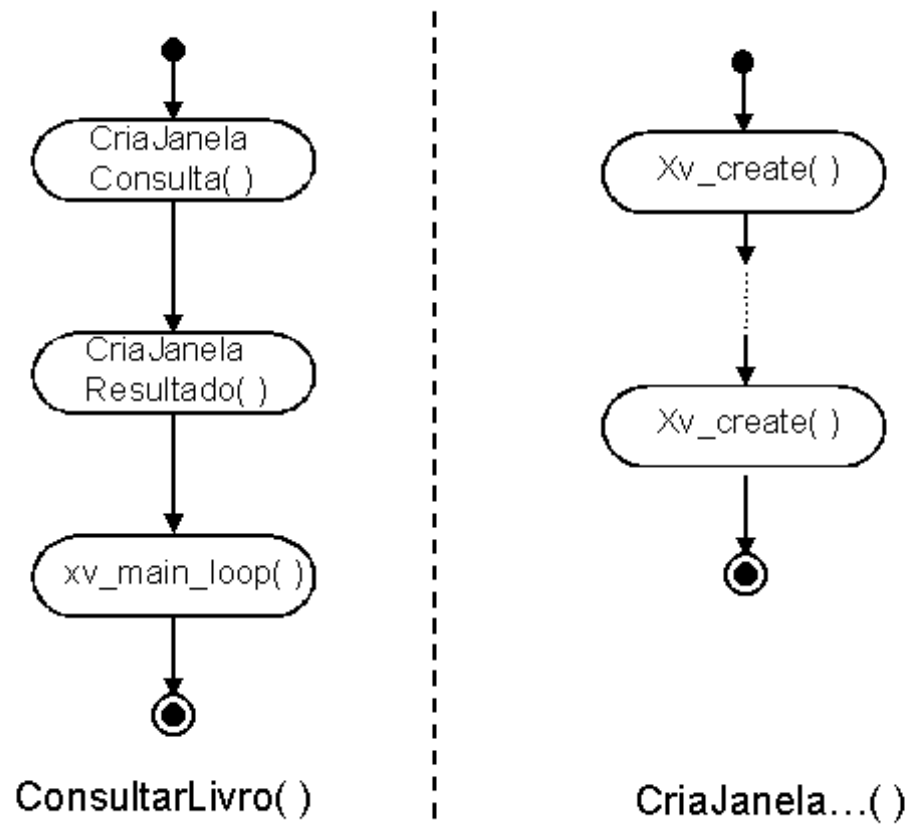 CriaJanela
Consulta( )
CriaJanela
Resultado( )
xv_main_loop( )
ConsultarLivro( )
Xv_create( )
Xv_create( )
CriaJanela...( )